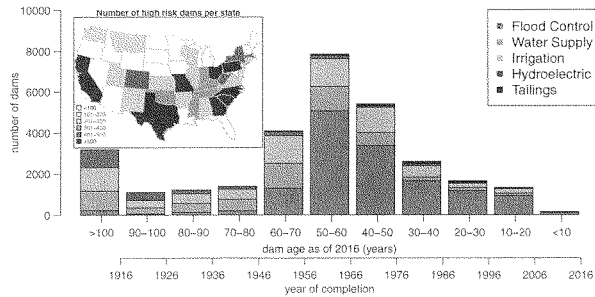 Number of high risk dams per state
10000
8000
6000
4000
2000
0
number of dams
<100
Flood Control
Water Supply
Irrigation
Hydroelectric
Tailings
>100 90-100 80-90 70-80 60-70 50-60 40-50 30-40 20-30 10-20 <10
dam age as of 2016 (years)
1916 1926 1936 1946 1956 1966 1976 1986 1996 2006 2016
year of completion